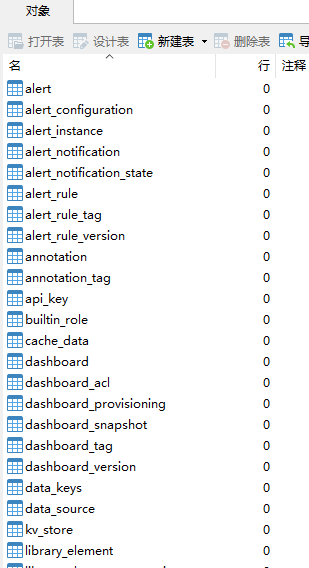 对象
打开表 设计表 新建表 删除表
名 行 注释
alert 0
alert_configuration 0
alert_instance 0
alert_notification 0
alert_notification_state 0
alert_rule 0
alert_rule_tag 0
alert_rule_version 0
annotation 0
annotation_tag 0
api_key 0
builtin_role 0
cache_data 0
dashboard 0
dashboard_acl 0
dashboard_provisioning 0
dashboard_snapshot 0
dashboard_tag 0
dashboard_version 0
data_keys 0
data_source 0
kv_store 0
library_element 0